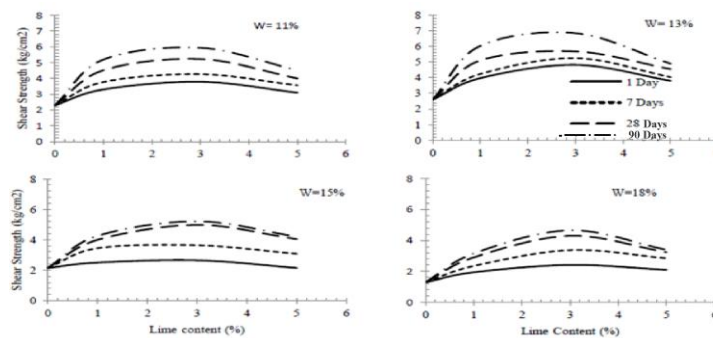 W= 11%
Shear Strength (kg/cm2)
8
7
6
5
4
3
2
1
0
0 1 2 3 4 5 6
W= 13%
8
7
6
5
4
3
2
1
0
0 1 2 3 4 5 6
1 Day
7 Days
28 Days
90 Days
W=15%
Shear Strength (kg/cm2)
8
6
4
2
0
0 1 2 3 4 5 6
Lime content (%)
W=18%
8
6
4
2
0
0 1 2 3 4 5 6
Lime Content (%)